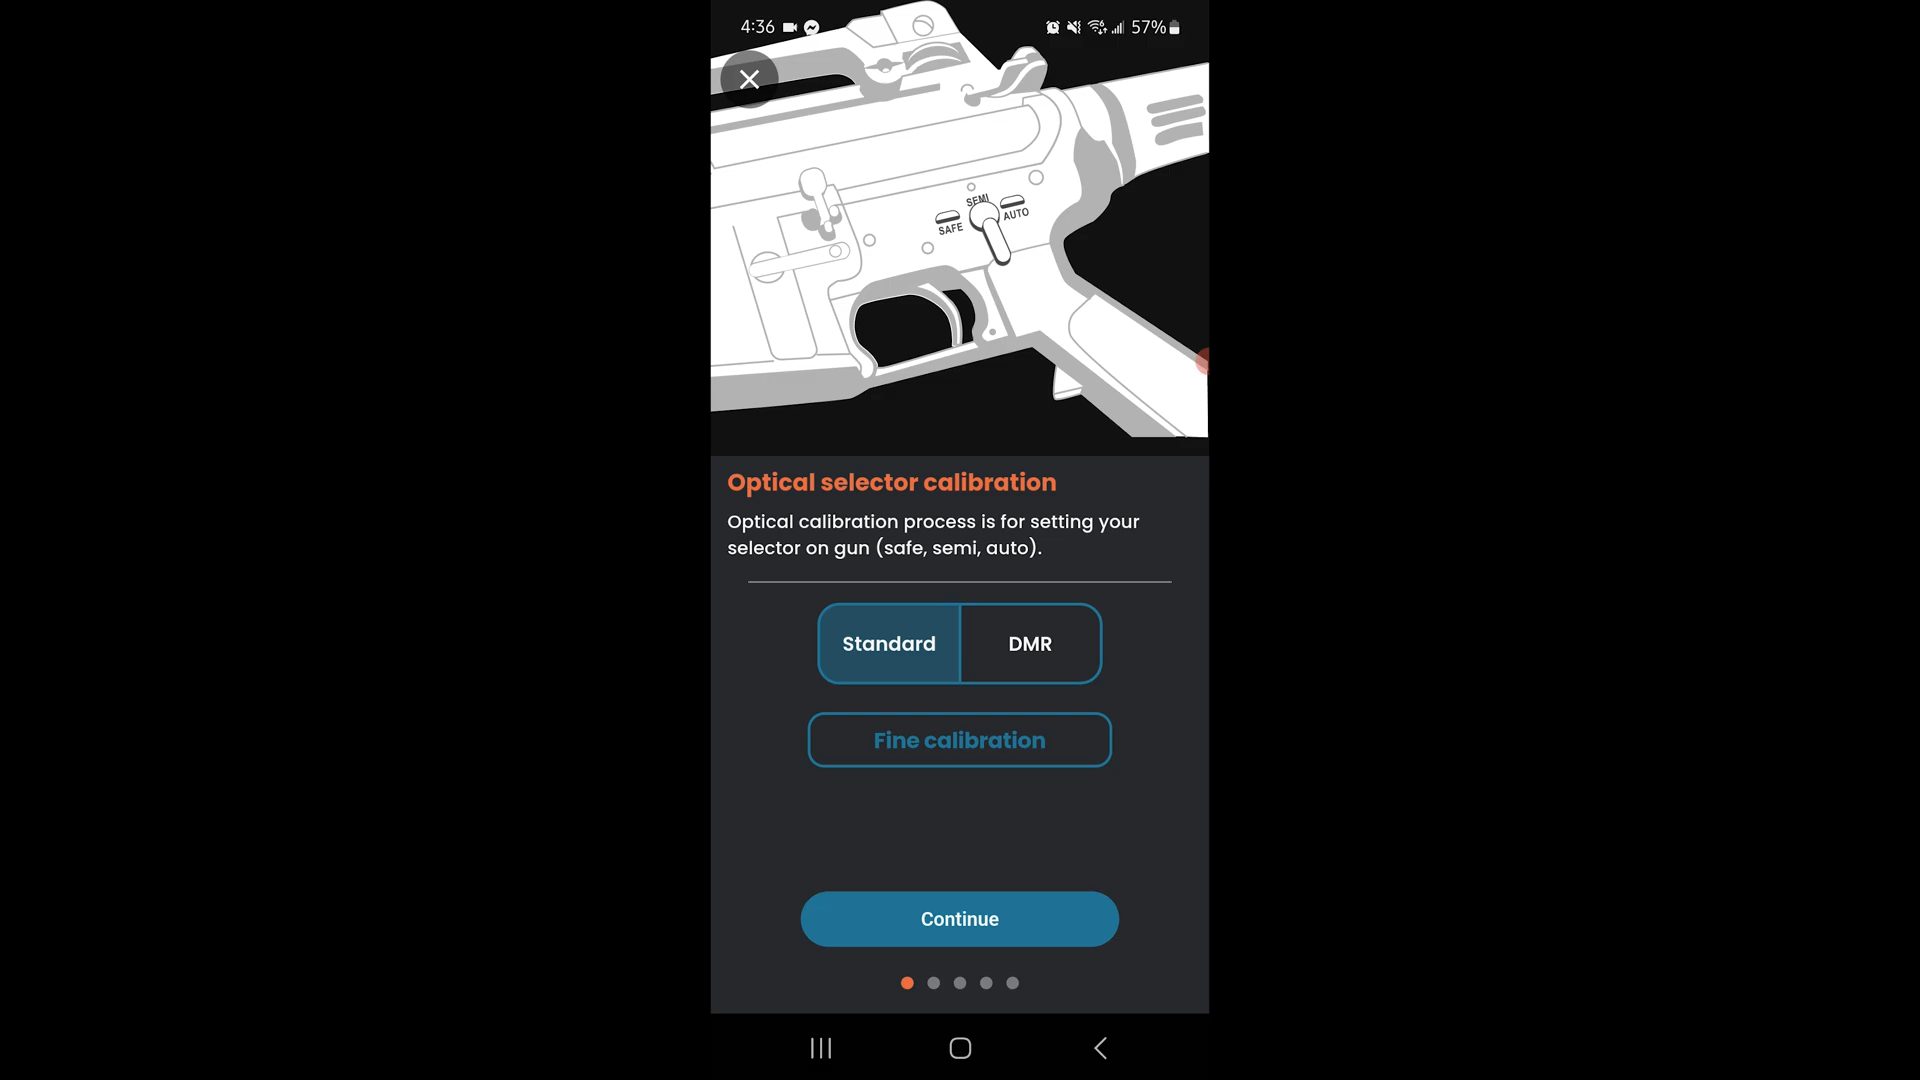 4:36
57%
SEMI
SAFE
AUTO
Optical selector calibration
Optical calibration process is for setting your
selector on gun (safe, semi, auto).
Standard
DMR
Fine calibration
Continue